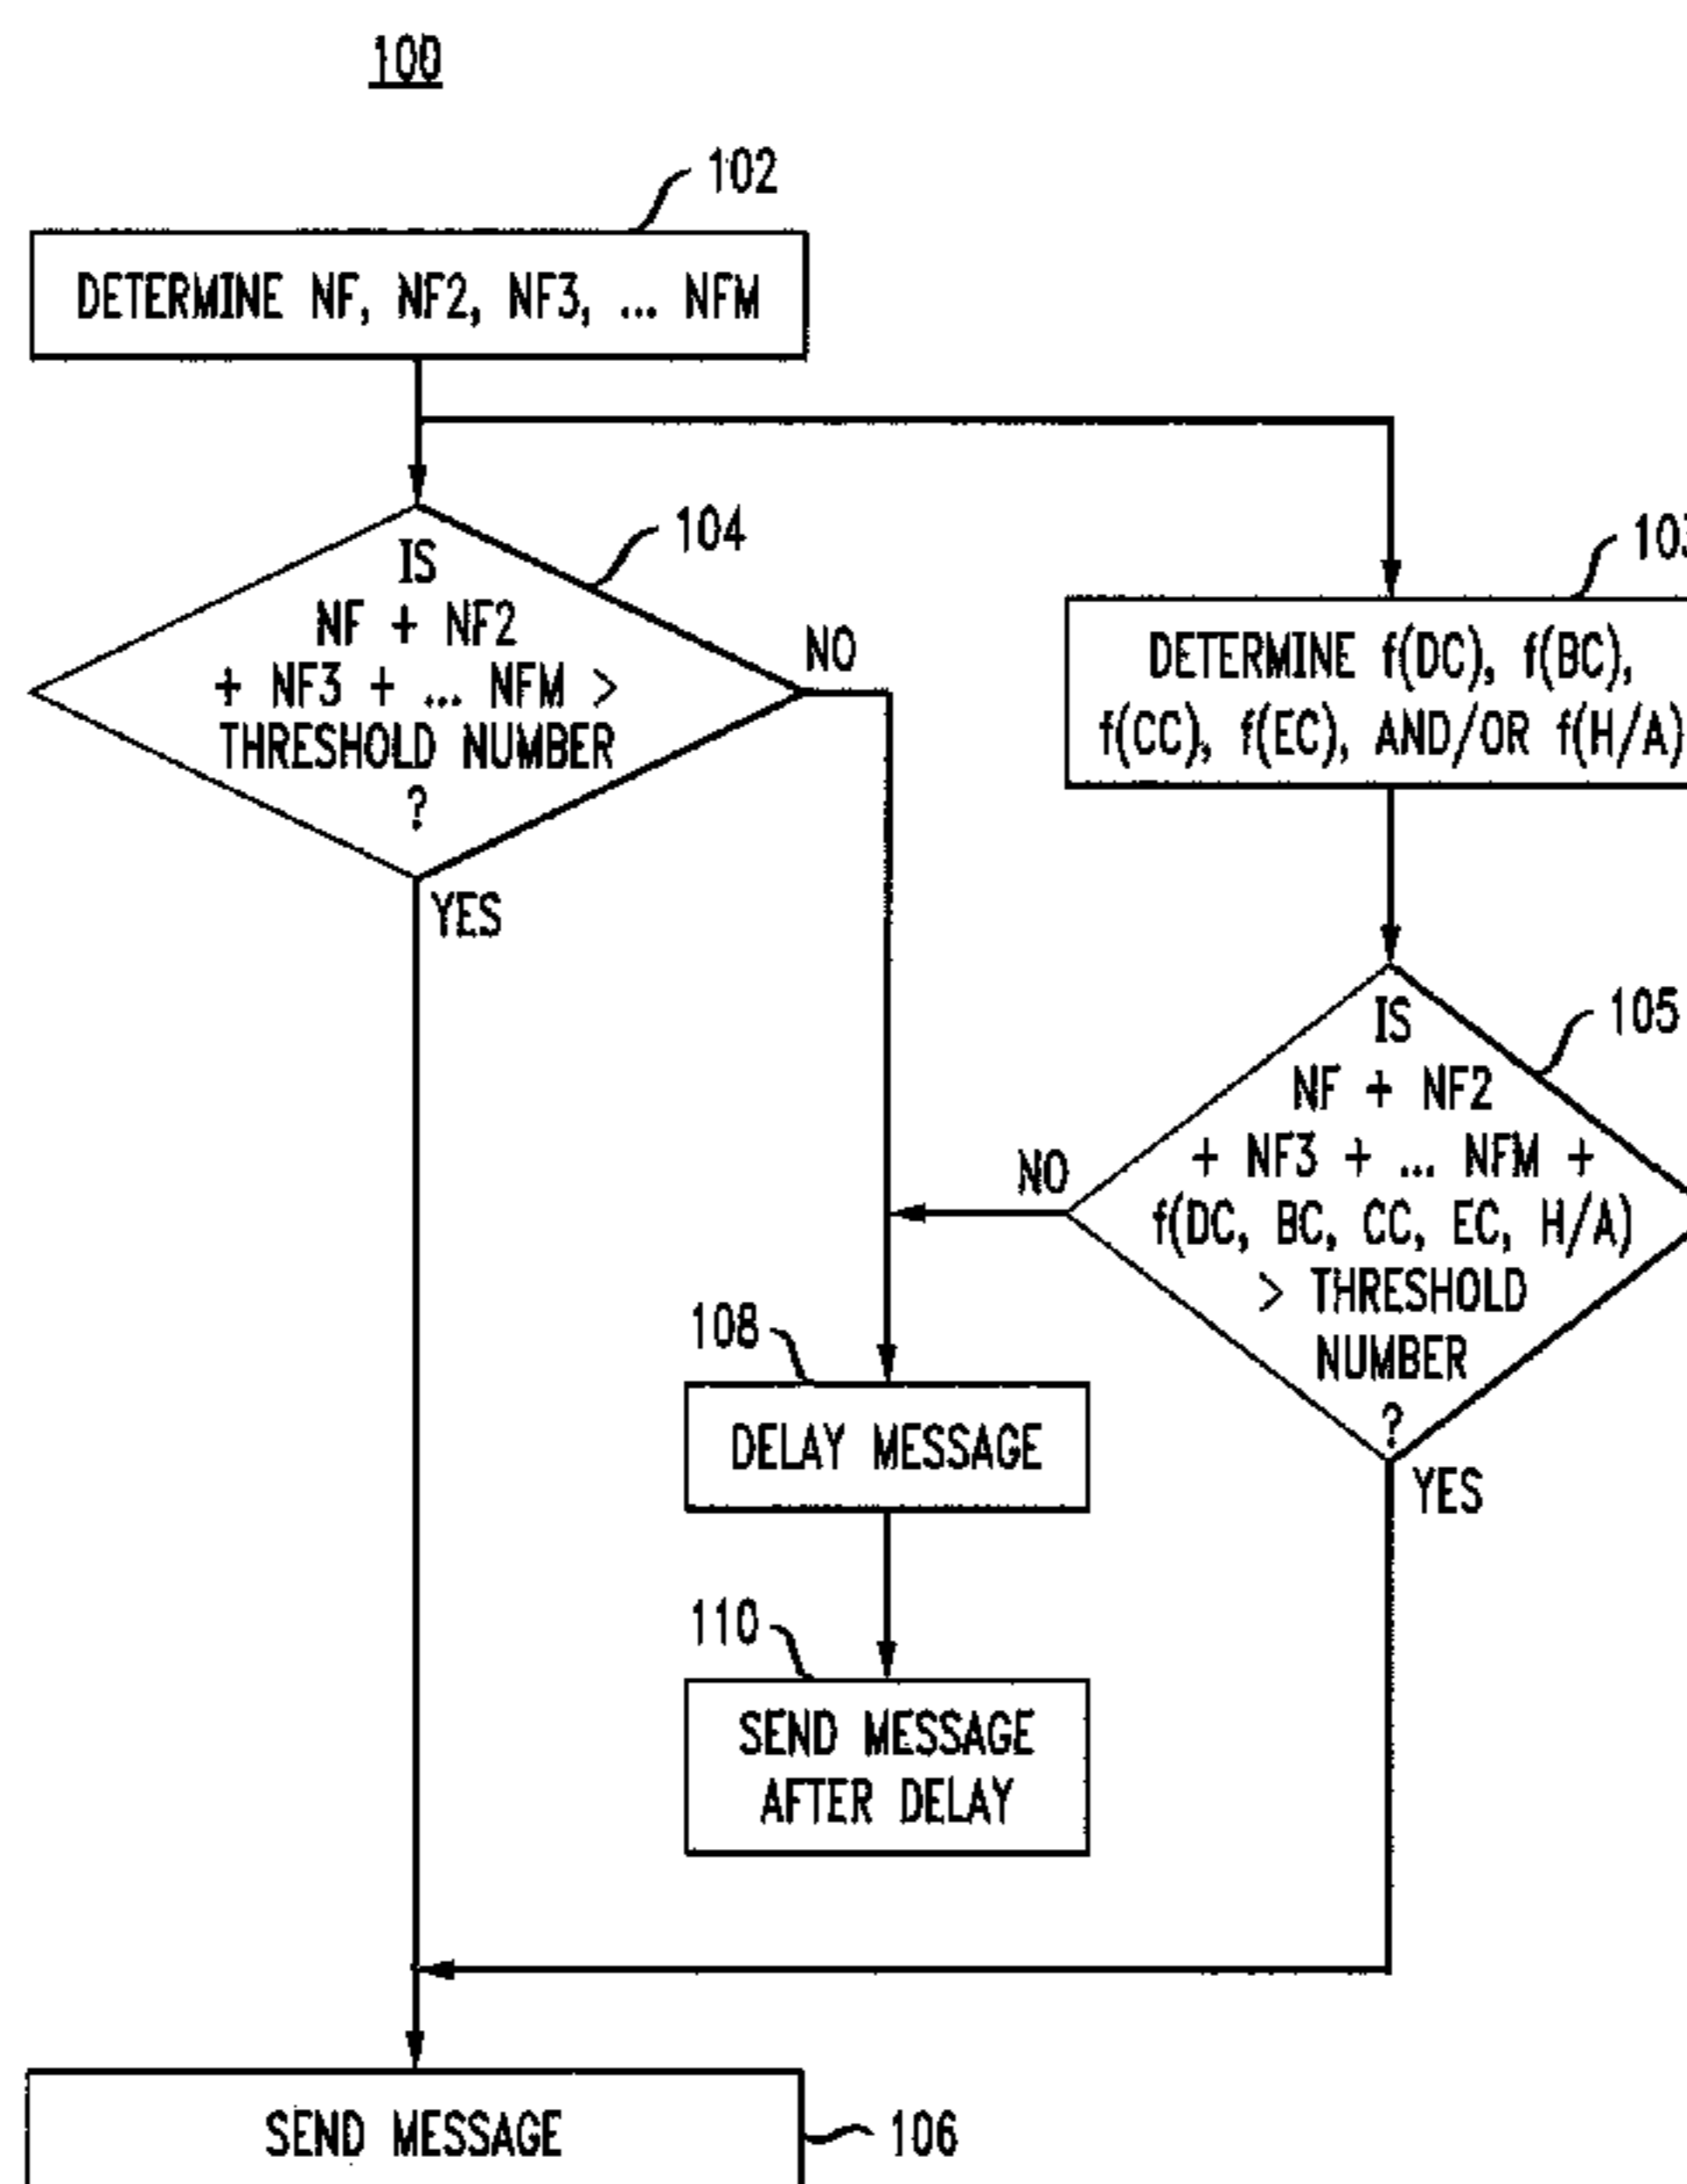 100
102
DETERMINE NF, NF2, NF3, ... NFM
104
IS
NF + NF2
+ NF3 + ... NFM >
THRESHOLD NUMBER
?
NO
YES
103
DETERMINE f(DC), f(BC),
f(CC), f(EC), AND/OR f(H/A)
105
IS
NF + NF2
+ NF3 + ... NFM +
f(DC, BC, CC, EC, H/A)
> THRESHOLD
NUMBER
?
NO
YES
108
DELAY MESSAGE
110
SEND MESSAGE
AFTER DELAY
SEND MESSAGE
106